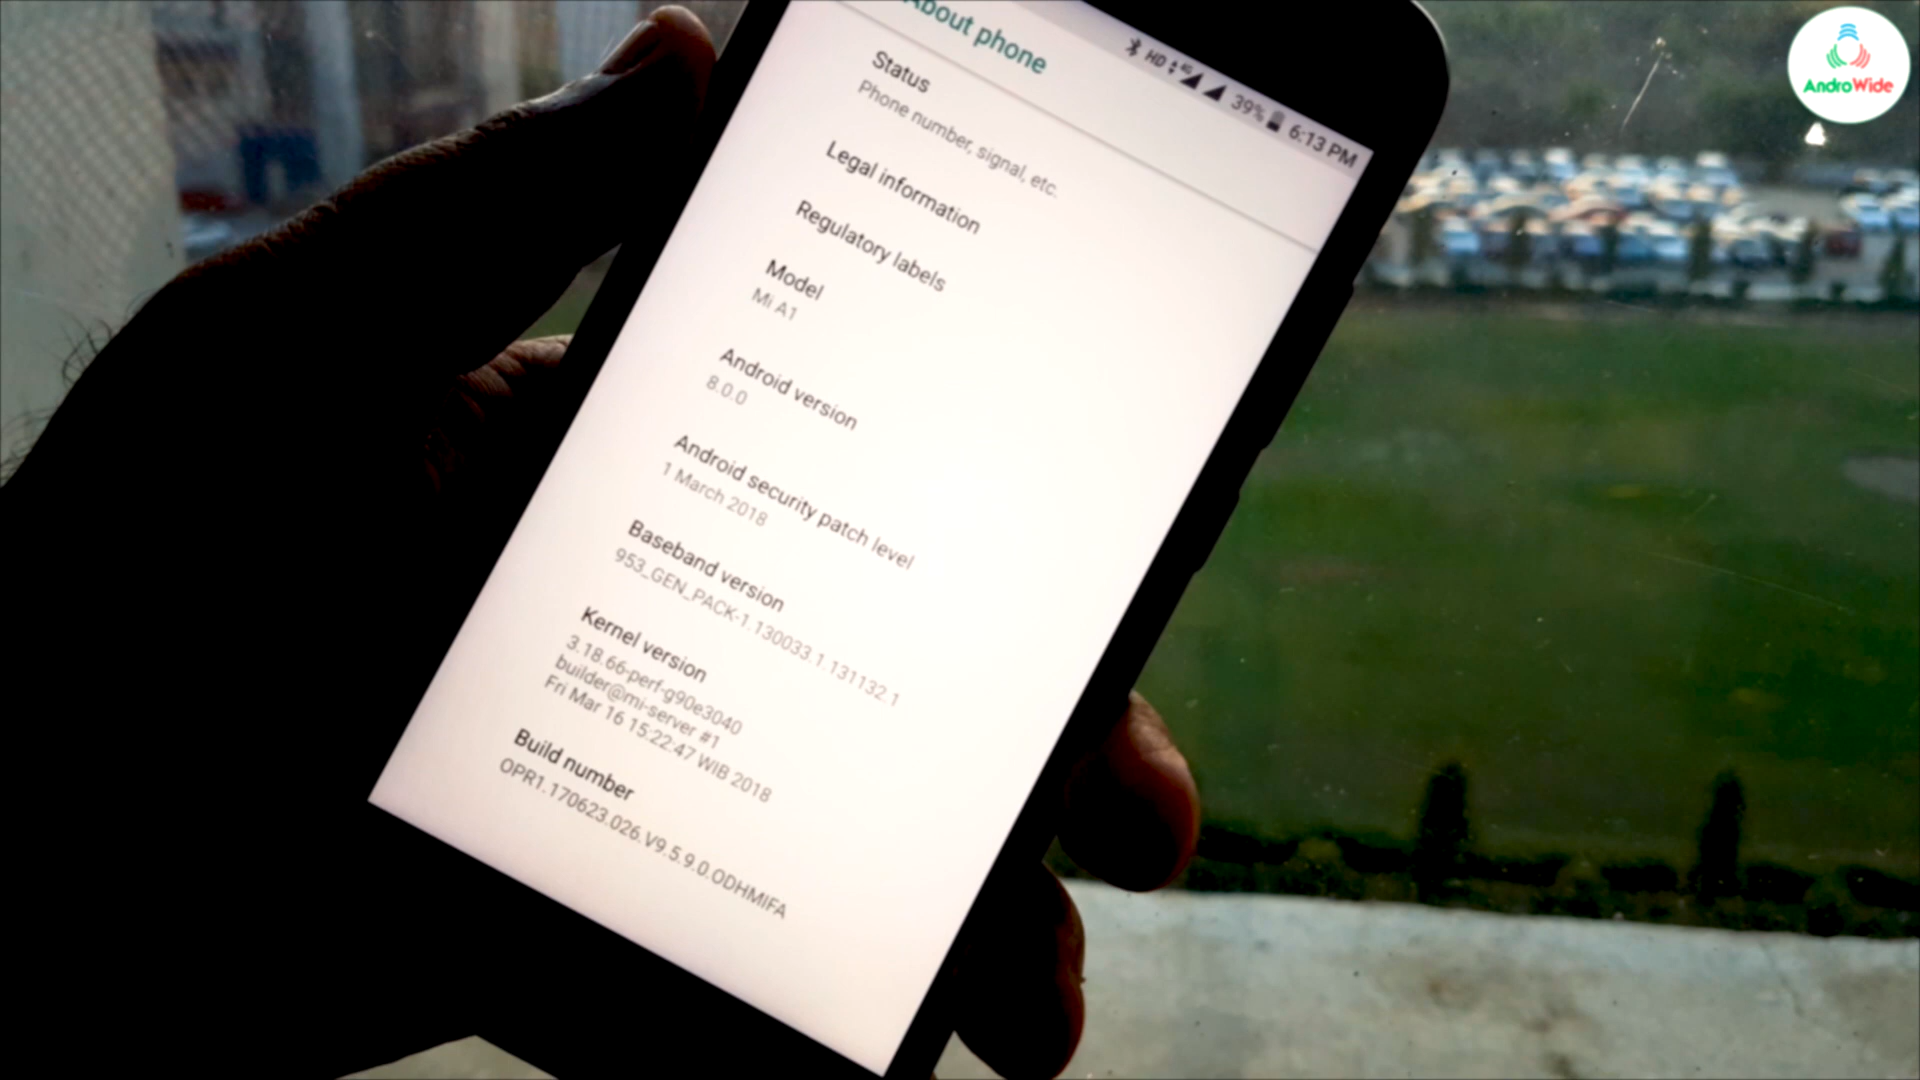 About phone
HD 4G 39% 6:13 PM
Status
Phone number, signal, etc.
Legal information
Regulatory labels
Model
Mi A1
Android version
8.0.0
Android security patch level
1 March 2018
Baseband version
953_GEN_PACK-1.130033.1.131132.1
Kernel version
3.18.66-perf-g90e3040
builder@mi-server #1
Fri Mar 16 15:22:47 WIB 2018
Build number
OPR1.170623.026.V9.5.9.0.ODHMIFA
AndroWide